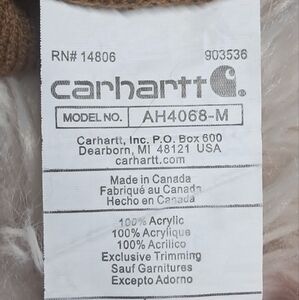 RN# 14806 903536
carhartt
MODEL NO. AH4068-M
Carhartt, Inc. P.O. Box 600
Dearborn, MI 48121 USA
carhartt.com
Made in Canada
Fabriqué au Canada
Hecho en Canada
100% Acrylic
100% Acrylique
100% Acrílico
Exclusive Trimming
Sauf Garnitures
Excepto Adorno